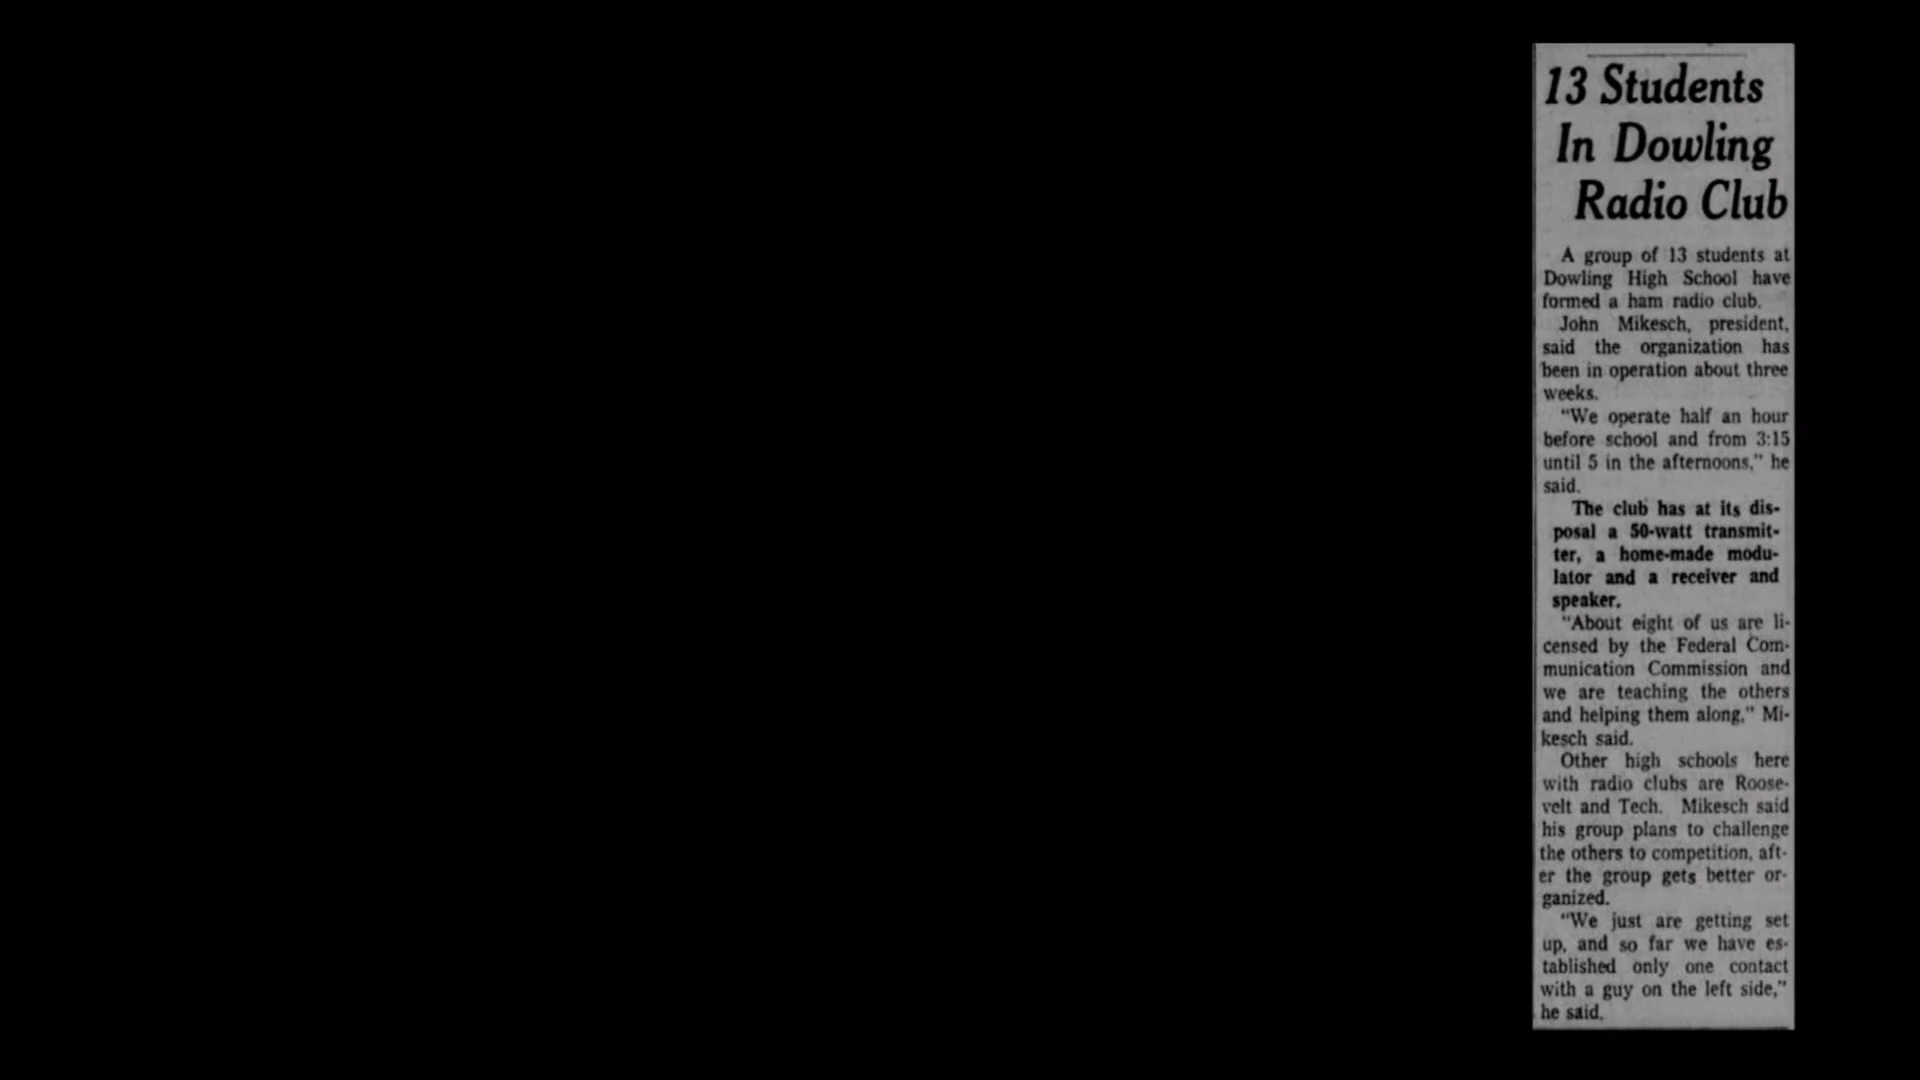 13 Students
In Dowling
Radio Club
A group of 13 students at
Dowling High School have
formed a ham radio club.
John Mikesch, president,
said the organization has
been in operation about three
weeks.
"We operate half an hour
before school and from 3:15
until 5 in the afternoons," he
said.
The club has at its dis-
posal a 50-watt transmit-
ter, a home-made modu-
lator and a receiver and
speaker.
"About eight of us are li-
censed by the Federal Com-
munication Commission and
we are teaching the others
and helping them along," Mi-
kesch said.
Other high schools here
with radio clubs are Roose-
velt and Tech. Mikesch said
his group plans to challenge
the others to competition, aft-
er the group gets better or-
ganized.
"We just are getting set
up, and so far we have es-
tablished only one contact
with a guy on the left side,"
he said.